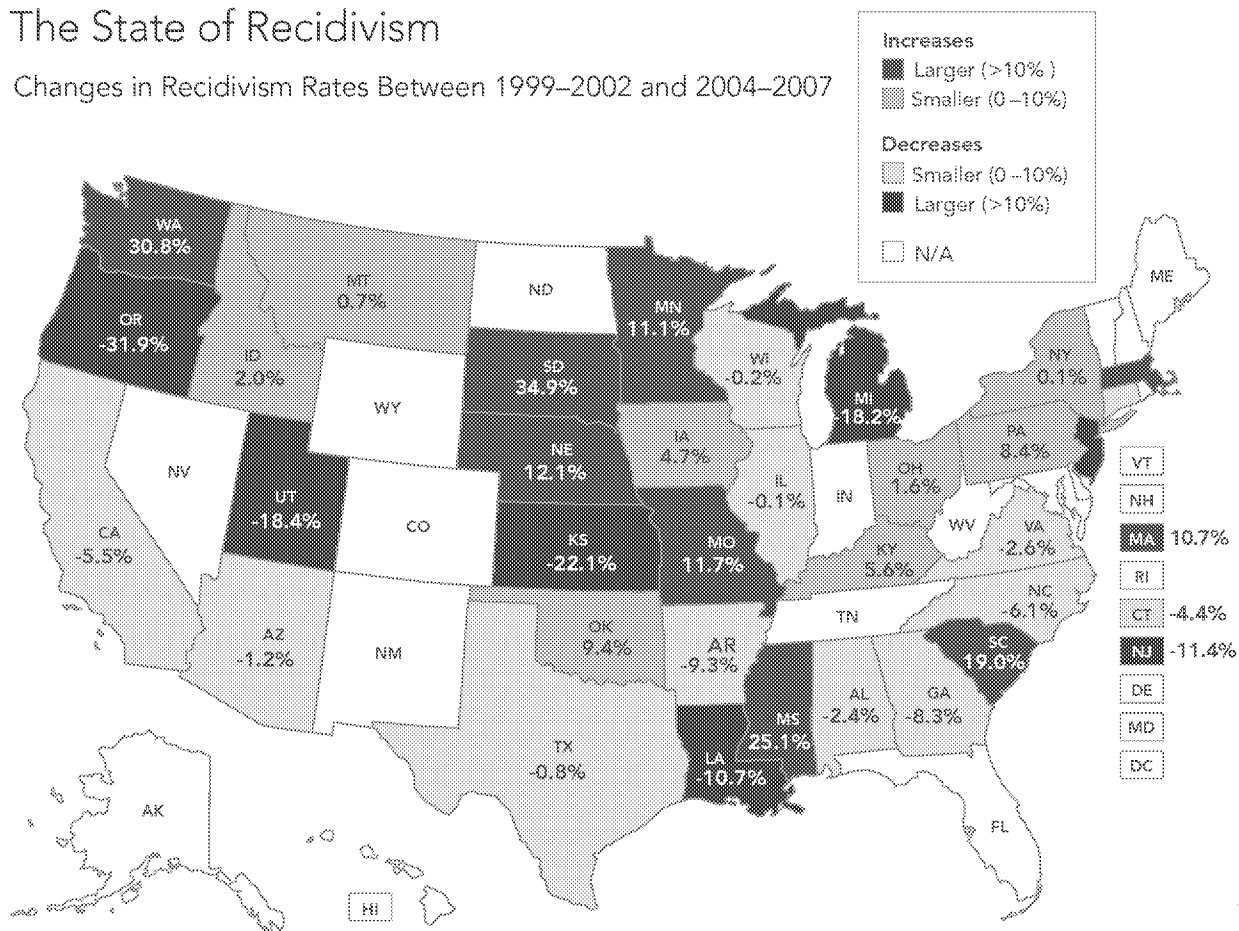 The State of Recidivism
Changes in Recidivism Rates Between 1999–2002 and 2004–2007
Increases
Larger (>10% )
Smaller (0–10%)
Decreases
Smaller (0–10%)
Larger (>10%)
N/A
WA
30.8%
OR
-31.9%
MT
0.7%
ID
2.0%
ND
MN
11.1%
SD
34.9%
WI
-0.2%
MI
-18.2%
NY
0.1%
ME
WY
NE
12.1%
IA
4.7%
PA
8.4%
OH
1.6%
IL
-0.1%
IN
NV
UT
-18.4%
CO
KS
-22.1%
MO
11.7%
KY
5.6%
WV
VA
-2.6%
CA
-5.5%
AZ
-1.2%
NM
OK
9.4%
AR
-9.3%
TN
NC
-6.1%
SC
19.0%
TX
-0.8%
LA
-10.7%
MS
25.1%
AL
-2.4%
GA
-8.3%
FL
AK
HI
VT
NH
MA 10.7%
RI
CT -4.4%
NJ -11.4%
DE
MD
DC